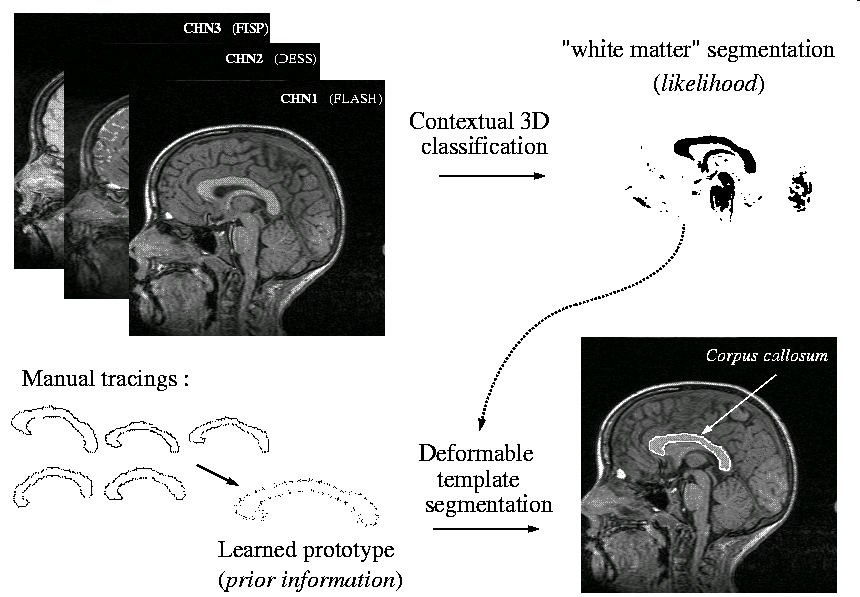 CHN3 (FISP)
CHN2 (DESS)
CHN1 (FLASH)
"white matter" segmentation
(likelihood)
Contextual 3D
classification
Corpus callosum
Manual tracings :
Deformable
template
segmentation
Learned prototype
(prior information)